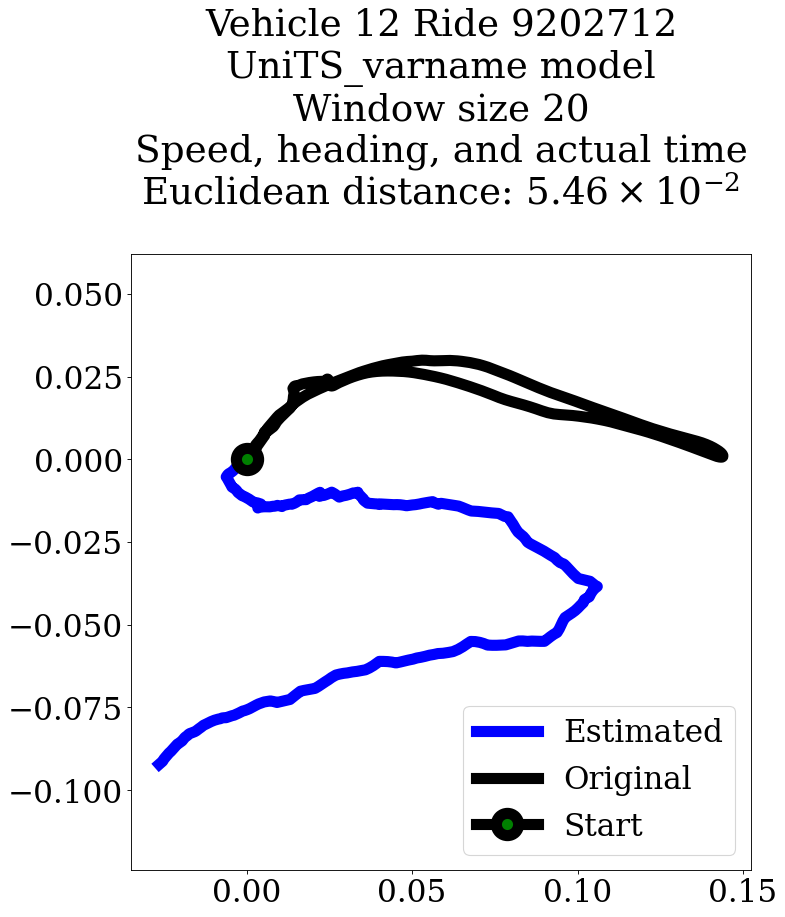 Vehicle 12 Ride 9202712
UniTS_varname model
Window size 20
Speed, heading, and actual time
Euclidean distance: 5.46 × 10⁻²
0.050
0.025
0.000
−0.025
−0.050
−0.075
−0.100
Estimated
Original
Start
0.00 0.05 0.10 0.15